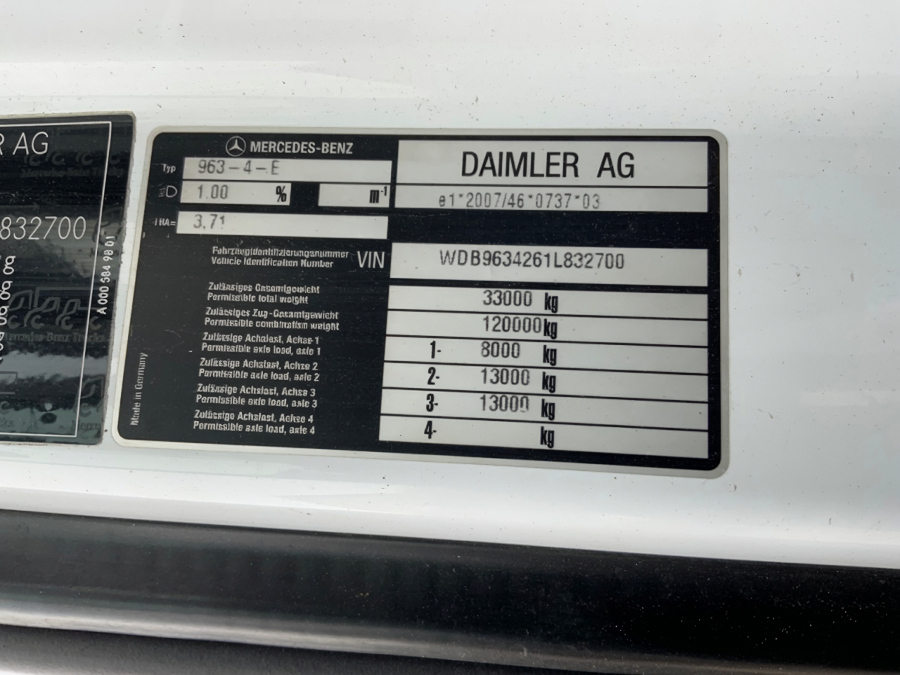 R AG
832700
A 000 584 98 01
MERCEDES-BENZ
Typ 963-4-E
D 1.00 % m-1
i HA= 3,71
DAIMLER AG
e1*2007/46*0737*03
Fahrzeugidentifizierungsnummer
Vehicle Identification Number
VIN WDB9634261L832700
Zulässiges Gesamtgewicht
Permissible total weight
33000 kg
Zulässiges Zug-Gesamtgewicht
Permissible combination weight
120000 kg
Zulässige Achslast, Achse 1
Permissible axle load, axle 1
1- 8000 kg
Zulässige Achslast, Achse 2
Permissible axle load, axle 2
2- 13000 kg
Zulässige Achslast, Achse 3
Permissible axle load, axle 3
3- 13000 kg
Zulässige Achslast, Achse 4
Permissible axle load, axle 4
4- kg
Made in Germany